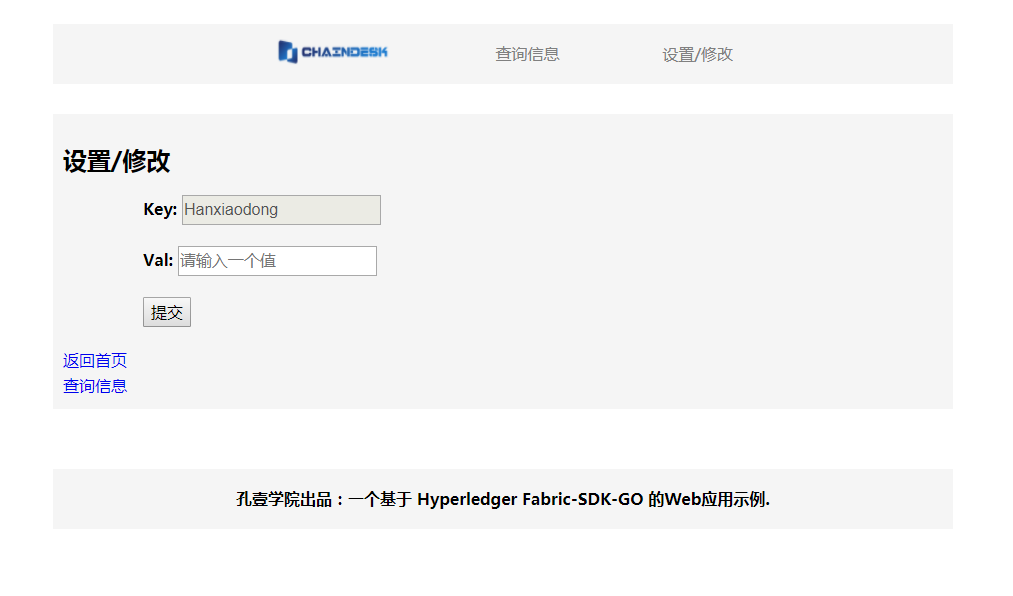 CHAINDESK 查询信息 设置/修改
设置/修改
Key: Hanxiaodong
Val: 请输入一个值
提交
返回首页
查询信息
孔壹学院出品：一个基于 Hyperledger Fabric-SDK-GO 的Web应用示例.